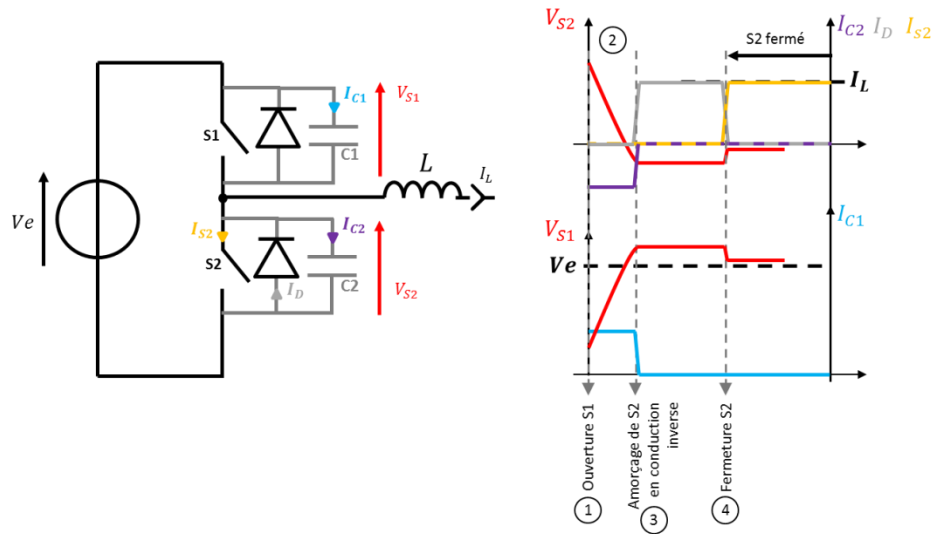 Ve
S1
I_C1
C1
V_S1
L
I_L
I_S2
S2
I_D
I_C2
C2
V_S2
V_S2
2
S2 fermé
I_C2 I_D I_s2
I_L
V_S1
Ve
I_C1
Ouverture S1
1
Amorçage de S2
en conduction
inverse
3
Fermeture S2
4